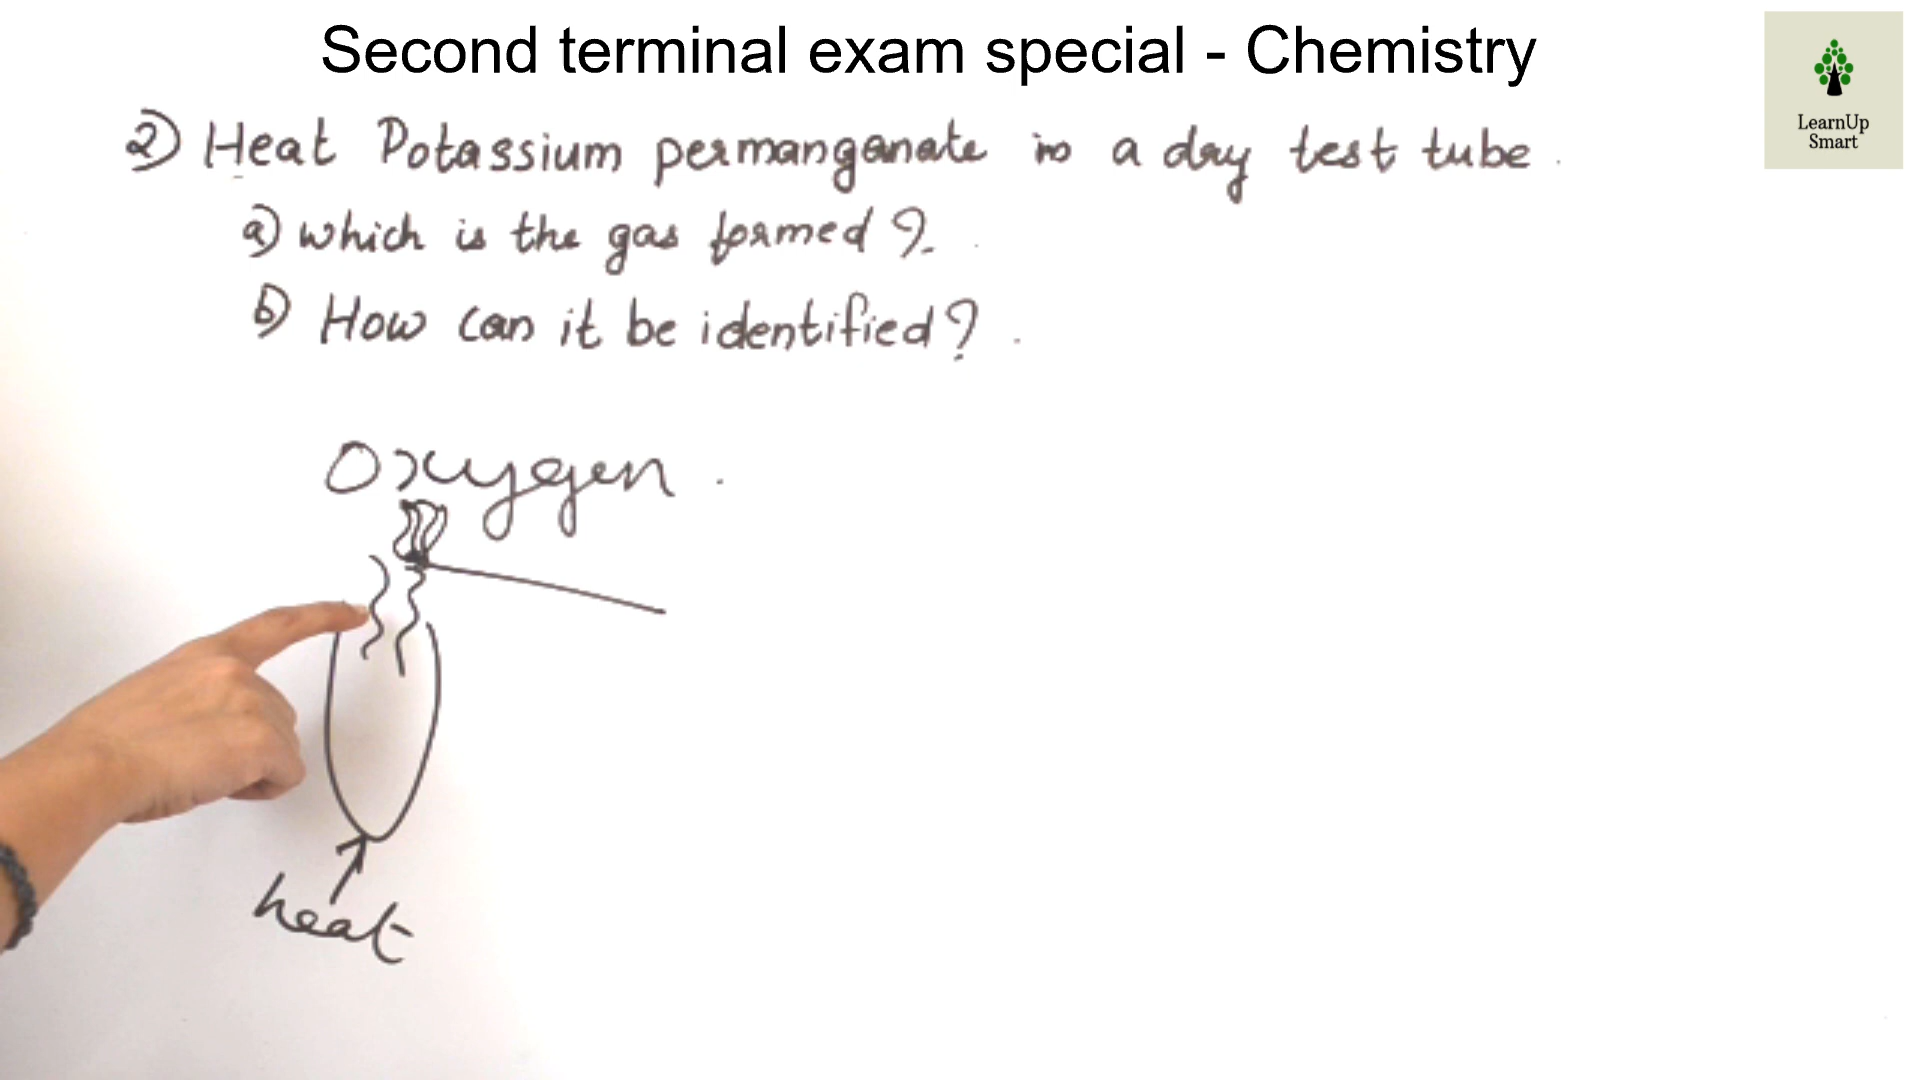 Second terminal exam special - Chemistry
LearnUp
Smart
2) Heat Potassium permanganate in a dry test tube.
a) which is the gas formed?
b) How can it be identified?
Oxygen.
heat